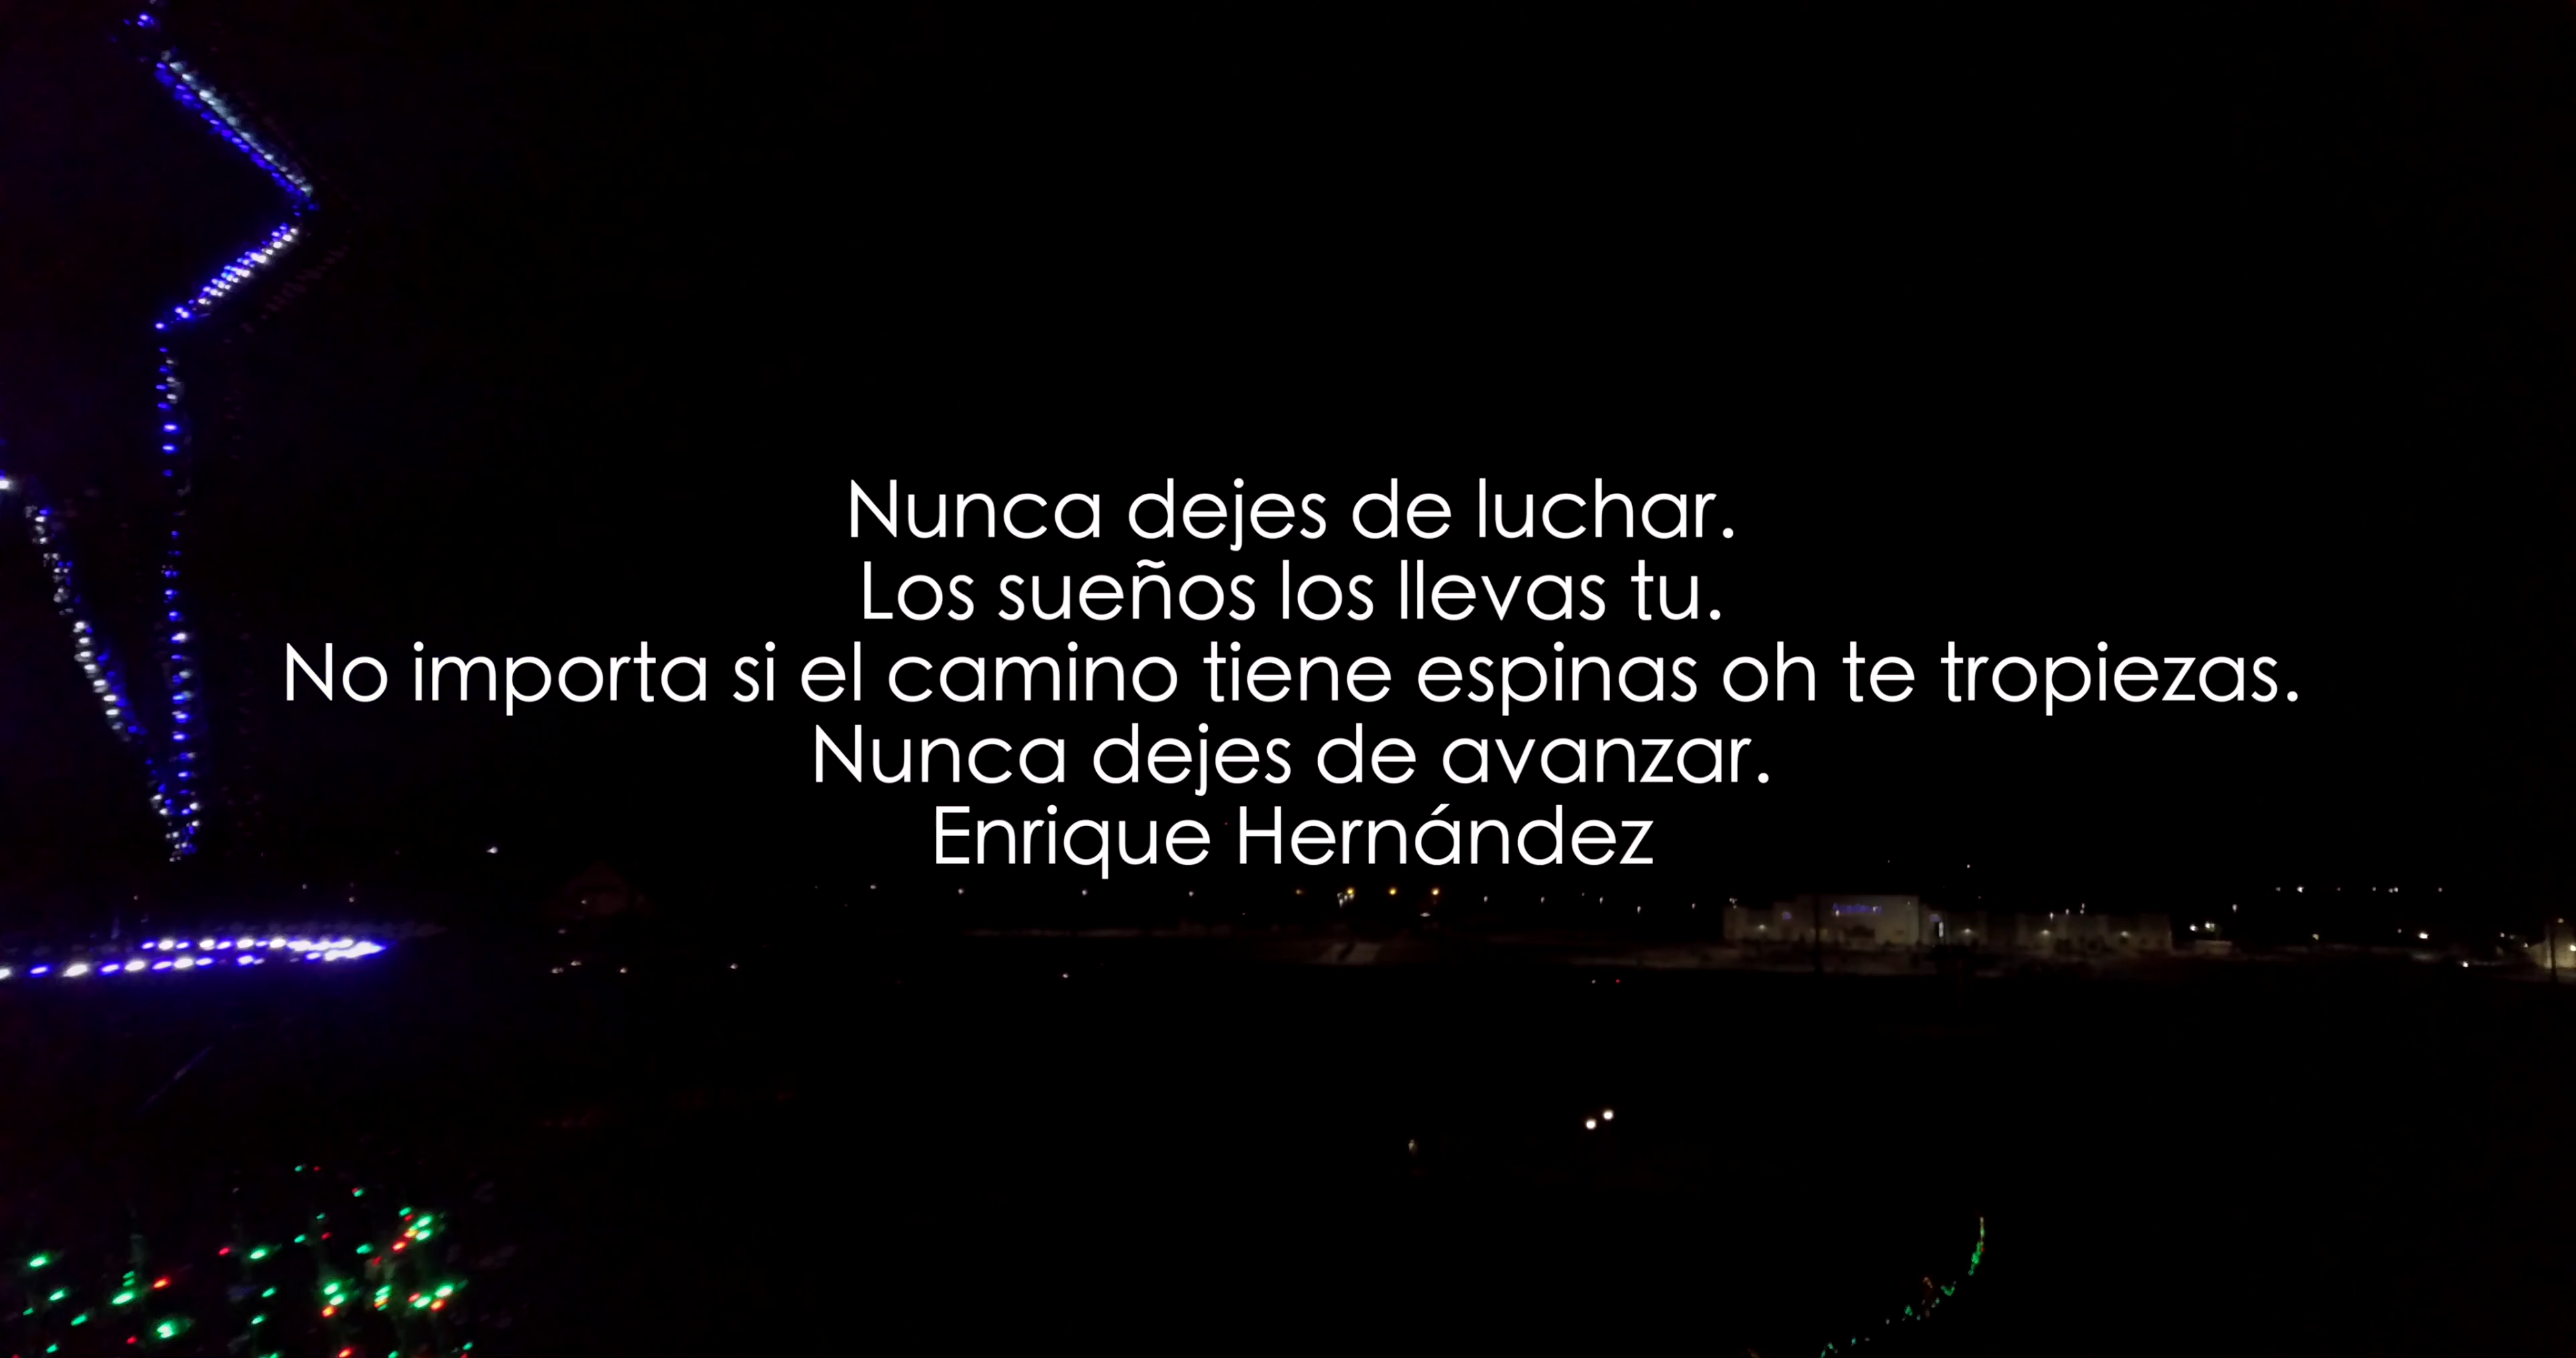 Nunca dejes de luchar.
Los sueños los llevas tu.
No importa si el camino tiene espinas oh te tropiezas.
Nunca dejes de avanzar.
Enrique Hernández